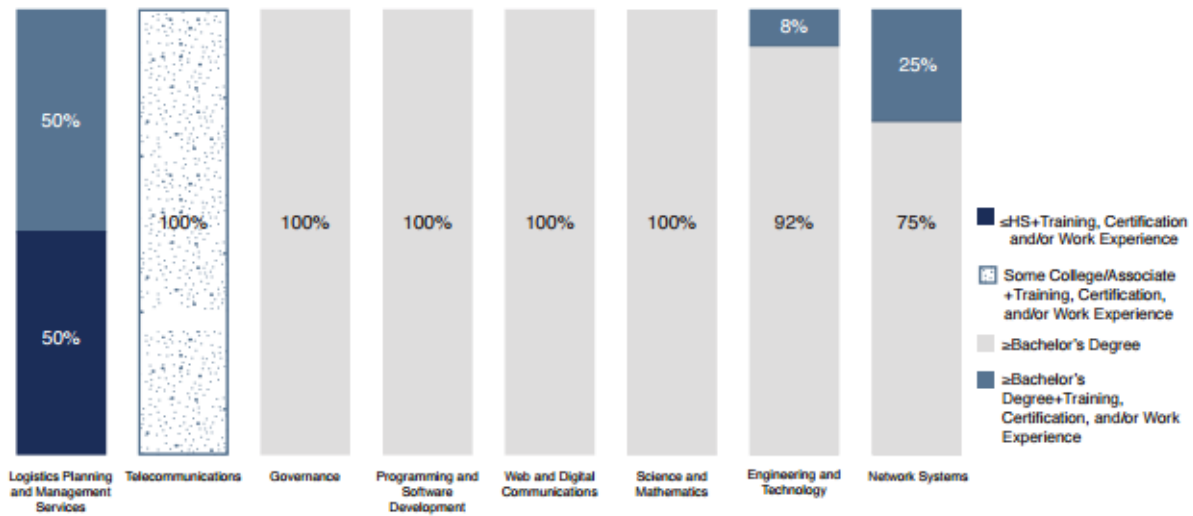 8%
25%
50%
100%
100%
100%
100%
100%
92%
75%
50%
≤HS+Training, Certification
and/or Work Experience
Some College/Associate
+Training, Certification,
and/or Work Experience
≥Bachelor's Degree
≥Bachelor's
Degree+Training,
Certification, and/or Work
Experience
Logistics Planning
and Management
Services
Telecommunications
Governance
Programming and
Software
Development
Web and Digital
Communications
Science and
Mathematics
Engineering and
Technology
Network Systems